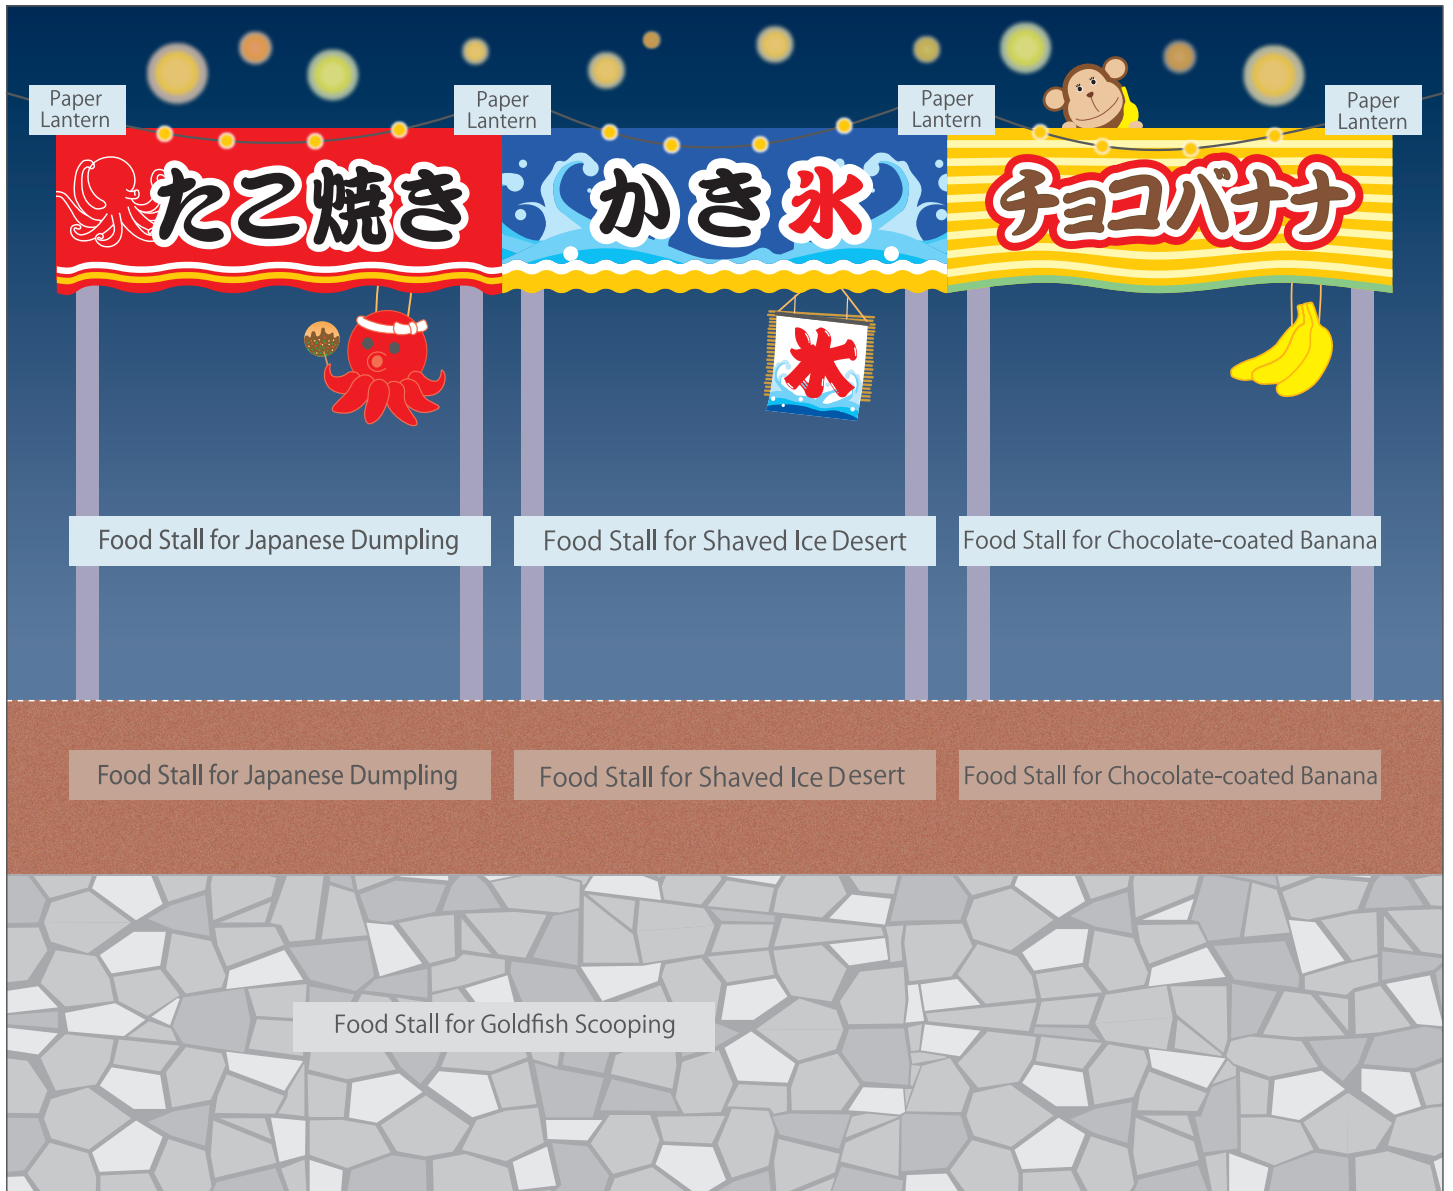 Paper
Lantern
Paper
Lantern
Paper
Lantern
Paper
Lantern
たこ焼き
かき氷
チョコバナナ
氷
Food Stall for Japanese Dumpling
Food Stall for Shaved Ice Desert
Food Stall for Chocolate-coated Banana
Food Stall for Japanese Dumpling
Food Stall for Shaved Ice Desert
Food Stall for Chocolate-coated Banana
Food Stall for Goldfish Scooping